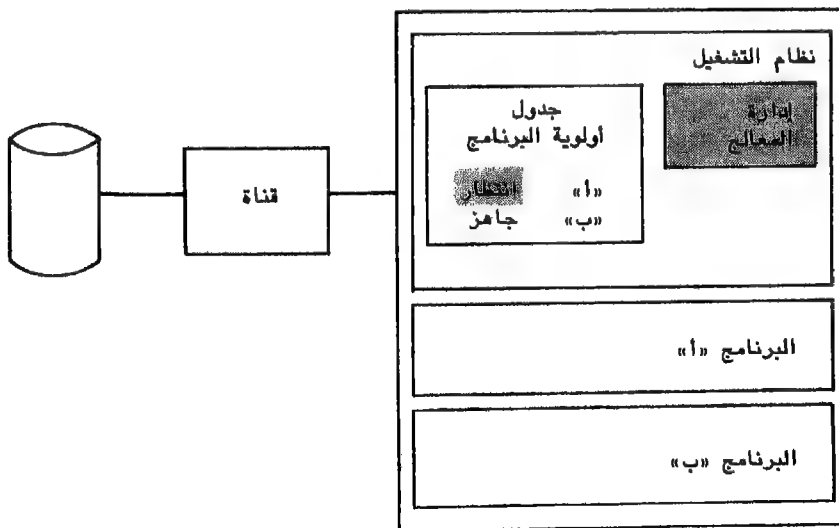 نظام التشغيل
إدارة
المعالج
جدول
أولوية البرنامج
«أ» انتظار
«ب» جاهز
قناة
البرنامج «أ»
البرنامج «ب»